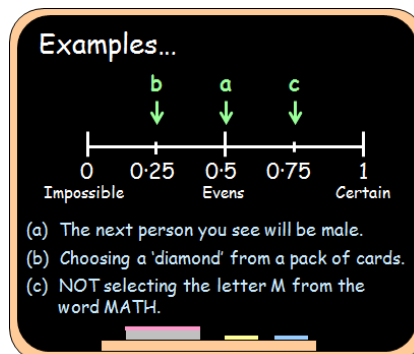 Examples...
b a c
0 0·25 0·5 0·75 1
Impossible Evens Certain
(a) The next person you see will be male.
(b) Choosing a 'diamond' from a pack of cards.
(c) NOT selecting the letter M from the
word MATH.